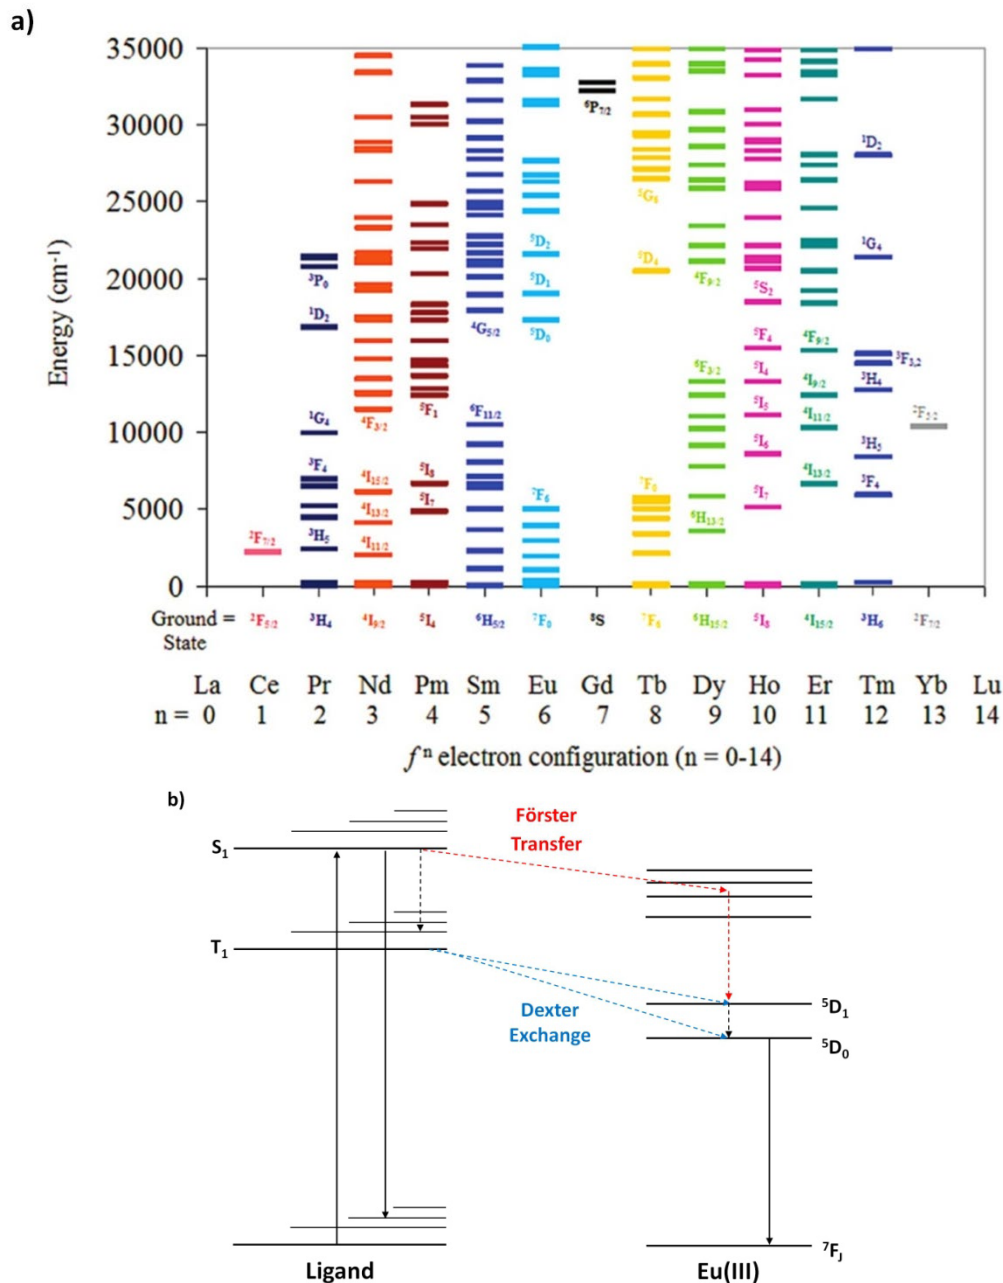 a)
35000
30000
25000
20000
15000
10000
5000
0
Energy (cm⁻¹)
²F₇/₂
³P₀
¹D₂
¹G₄
³F₄
³H₅
⁴F₃/₂
⁴I₁₅/₂
⁴I₁₃/₂
⁴I₁₁/₂
⁵F₁
⁵I₈
⁵I₇
⁴G₅/₂
⁶F₁₁/₂
⁵D₂
⁵D₁
⁵D₀
⁷F₆
⁶P₇/₂
⁵G₆
⁵D₄
⁷F₀
⁴F₉/₂
⁶F₃/₂
⁶H₁₃/₂
⁵S₂
⁵F₄
⁵I₄
⁵I₅
⁵I₆
⁵I₇
⁴F₉/₂
⁴I₉/₂
⁴I₁₁/₂
⁴I₁₃/₂
¹D₂
¹G₄
³F₃,₂
³H₄
³H₅
³F₄
²F₅/₂
Ground = ²F₅/₂ ³H₄ ⁴I₉/₂ ⁵I₄ ⁶H₅/₂ ⁷F₀ ⁸S ⁷F₆ ⁶H₁₅/₂ ⁵I₈ ⁴I₁₅/₂ ³H₆ ²F₇/₂
State
La Ce Pr Nd Pm Sm Eu Gd Tb Dy Ho Er Tm Yb Lu
n = 0 1 2 3 4 5 6 7 8 9 10 11 12 13 14
fⁿ electron configuration (n = 0-14)
b)
Förster
Transfer
S₁
T₁
Dexter
Exchange
⁵D₁
⁵D₀
⁷Fⱼ
Ligand
Eu(III)